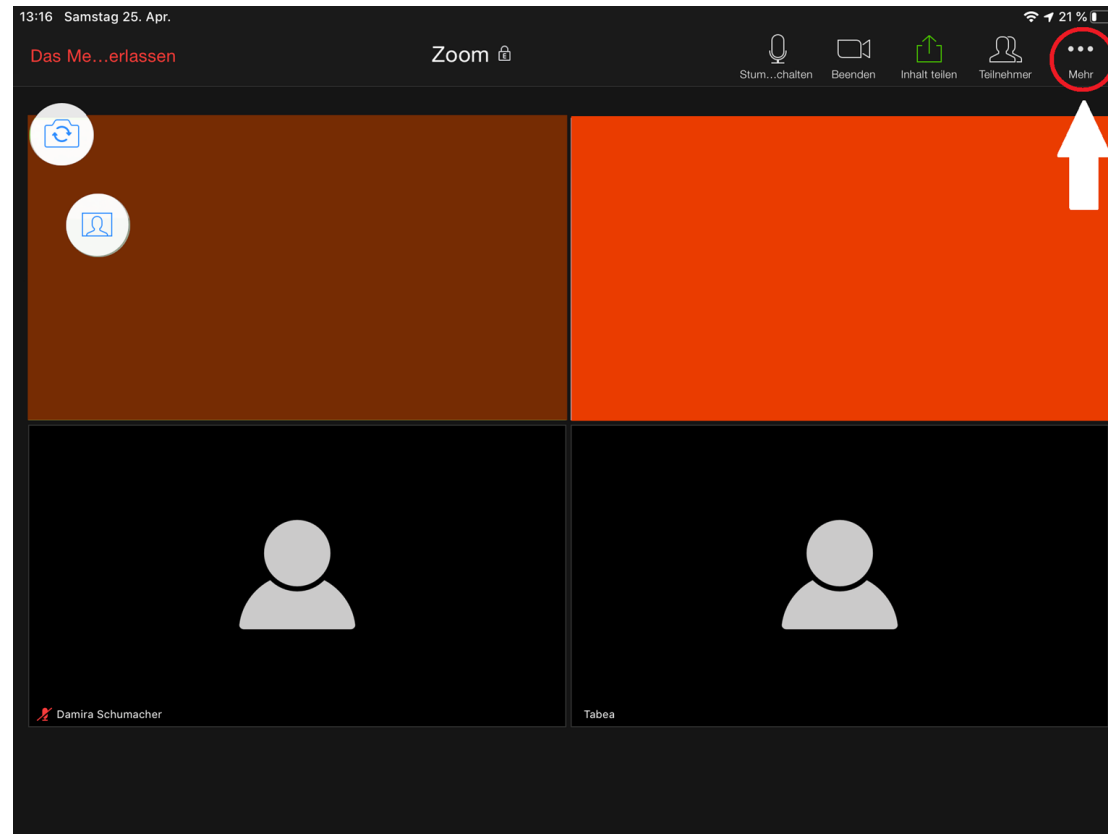 13:16 Samstag 25. Apr. 21 %
Das Me...erlassen Zoom
Stum...chalten Beenden Inhalt teilen Teilnehmer Mehr
Damira Schumacher
Tabea